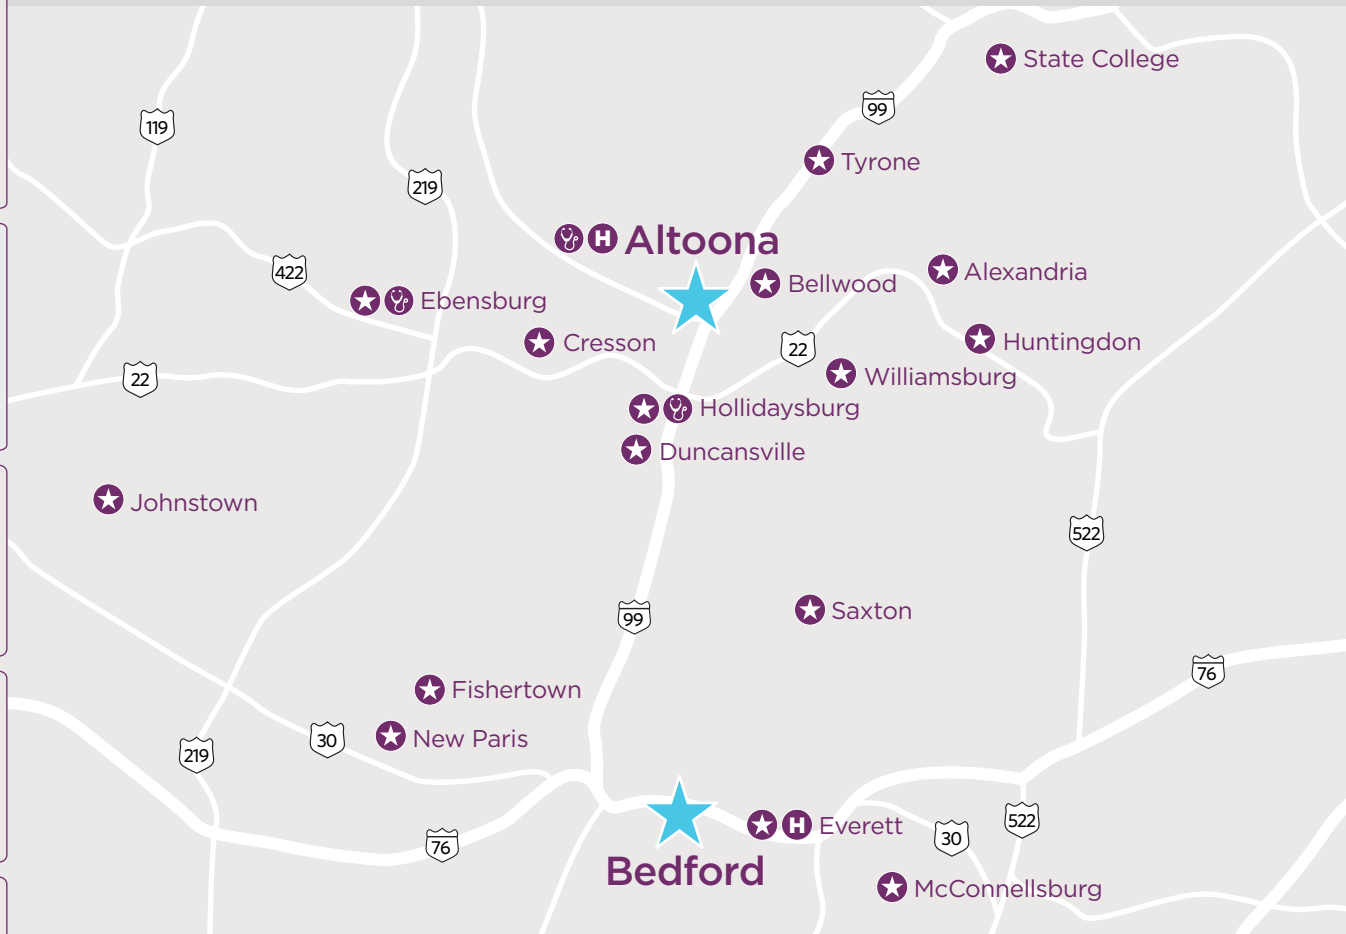 State College
99
119
Tyrone
219
H Altoona
422
Bellwood
Alexandria
Ebensburg
Cresson
22
Huntingdon
22
Williamsburg
Hollidaysburg
Duncansville
Johnstown
522
99
Saxton
76
Fishertown
30
New Paris
219
76
H Everett
522
30
Bedford
McConnellsburg